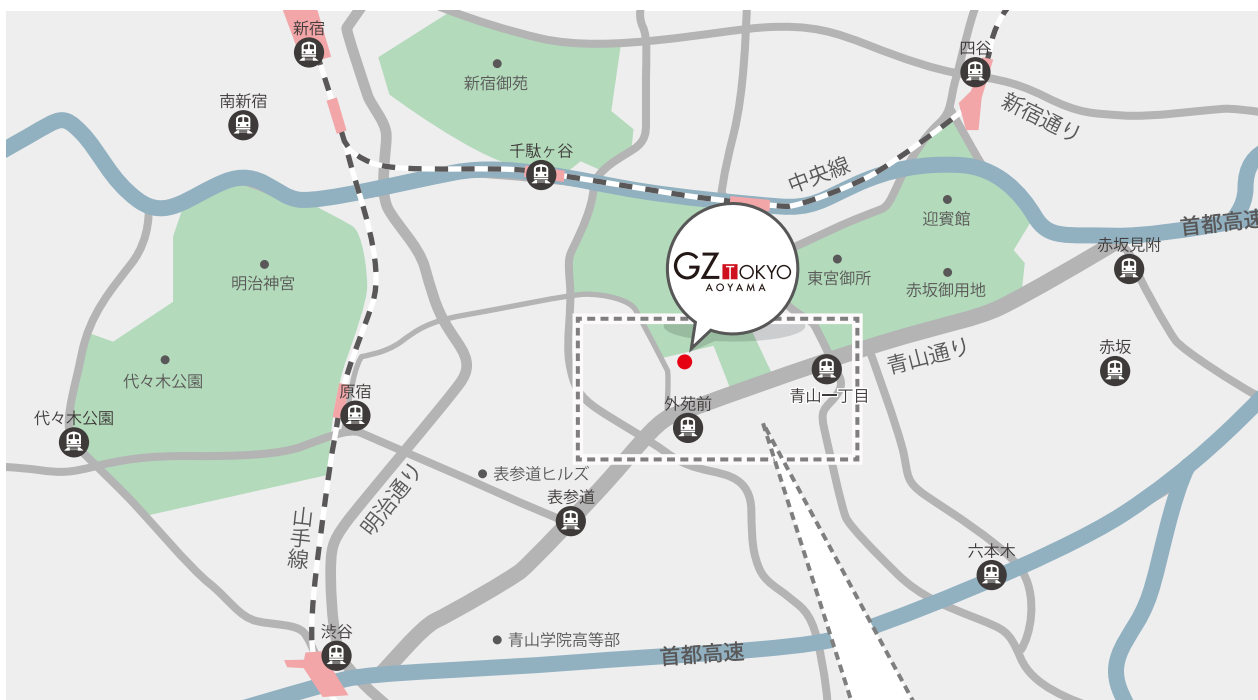 新宿
四谷
新宿御苑
南新宿
新宿通り
千駄ヶ谷
中央線
迎賓館
首都高速
赤坂見附
GZ TOKYO
AOYAMA
東宮御所
明治神宮
赤坂御用地
赤坂
青山通り
代々木公園
原宿
青山一丁目
外苑前
代々木公園
表参道ヒルズ
表参道
明治通り
山手線
六本木
渋谷
青山学院高等部
首都高速